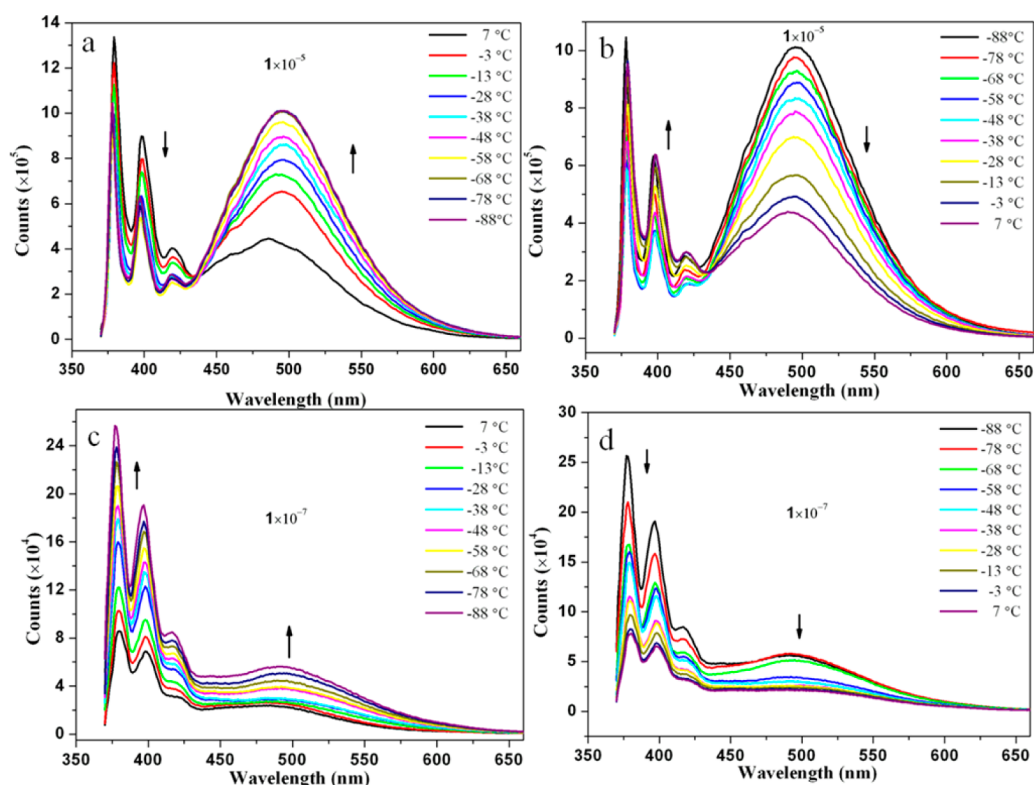 a
1×10⁻⁵
7 °C
-3 °C
-13 °C
-28 °C
-38 °C
-48 °C
-58 °C
-68 °C
-78 °C
-88°C
14
12
10
8
6
4
2
0
Counts (×10⁵)
350 400 450 500 550 600 650
Wavelength (nm)
b
1×10⁻⁵
-88°C
-78 °C
-68 °C
-58 °C
-48 °C
-38 °C
-28 °C
-13 °C
-3 °C
7 °C
10
8
6
4
2
0
Counts (×10⁵)
350 400 450 500 550 600 650
Wavelength (nm)
c
1×10⁻⁷
7 °C
-3 °C
-13°C
-28 °C
-38 °C
-48 °C
-58 °C
-68 °C
-78 °C
-88 °C
24
20
16
12
8
4
0
Counts (×10⁴)
350 400 450 500 550 600 650
Wavelength (nm)
d
1×10⁻⁷
-88 °C
-78 °C
-68 °C
-58 °C
-48 °C
-38 °C
-28 °C
-13 °C
-3 °C
7 °C
30
25
20
15
10
5
0
Counts (×10⁴)
350 400 450 500 550 600 650
Wavelength (nm)